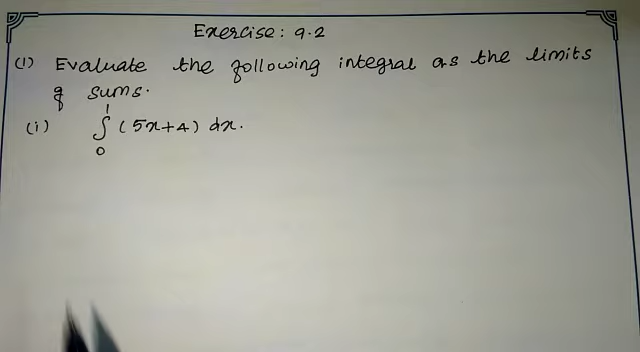 Exercise: 9.2
(1) Evaluate the following integral as the limits
of sums.
(i) ∫₀¹ (5x+4) dx.